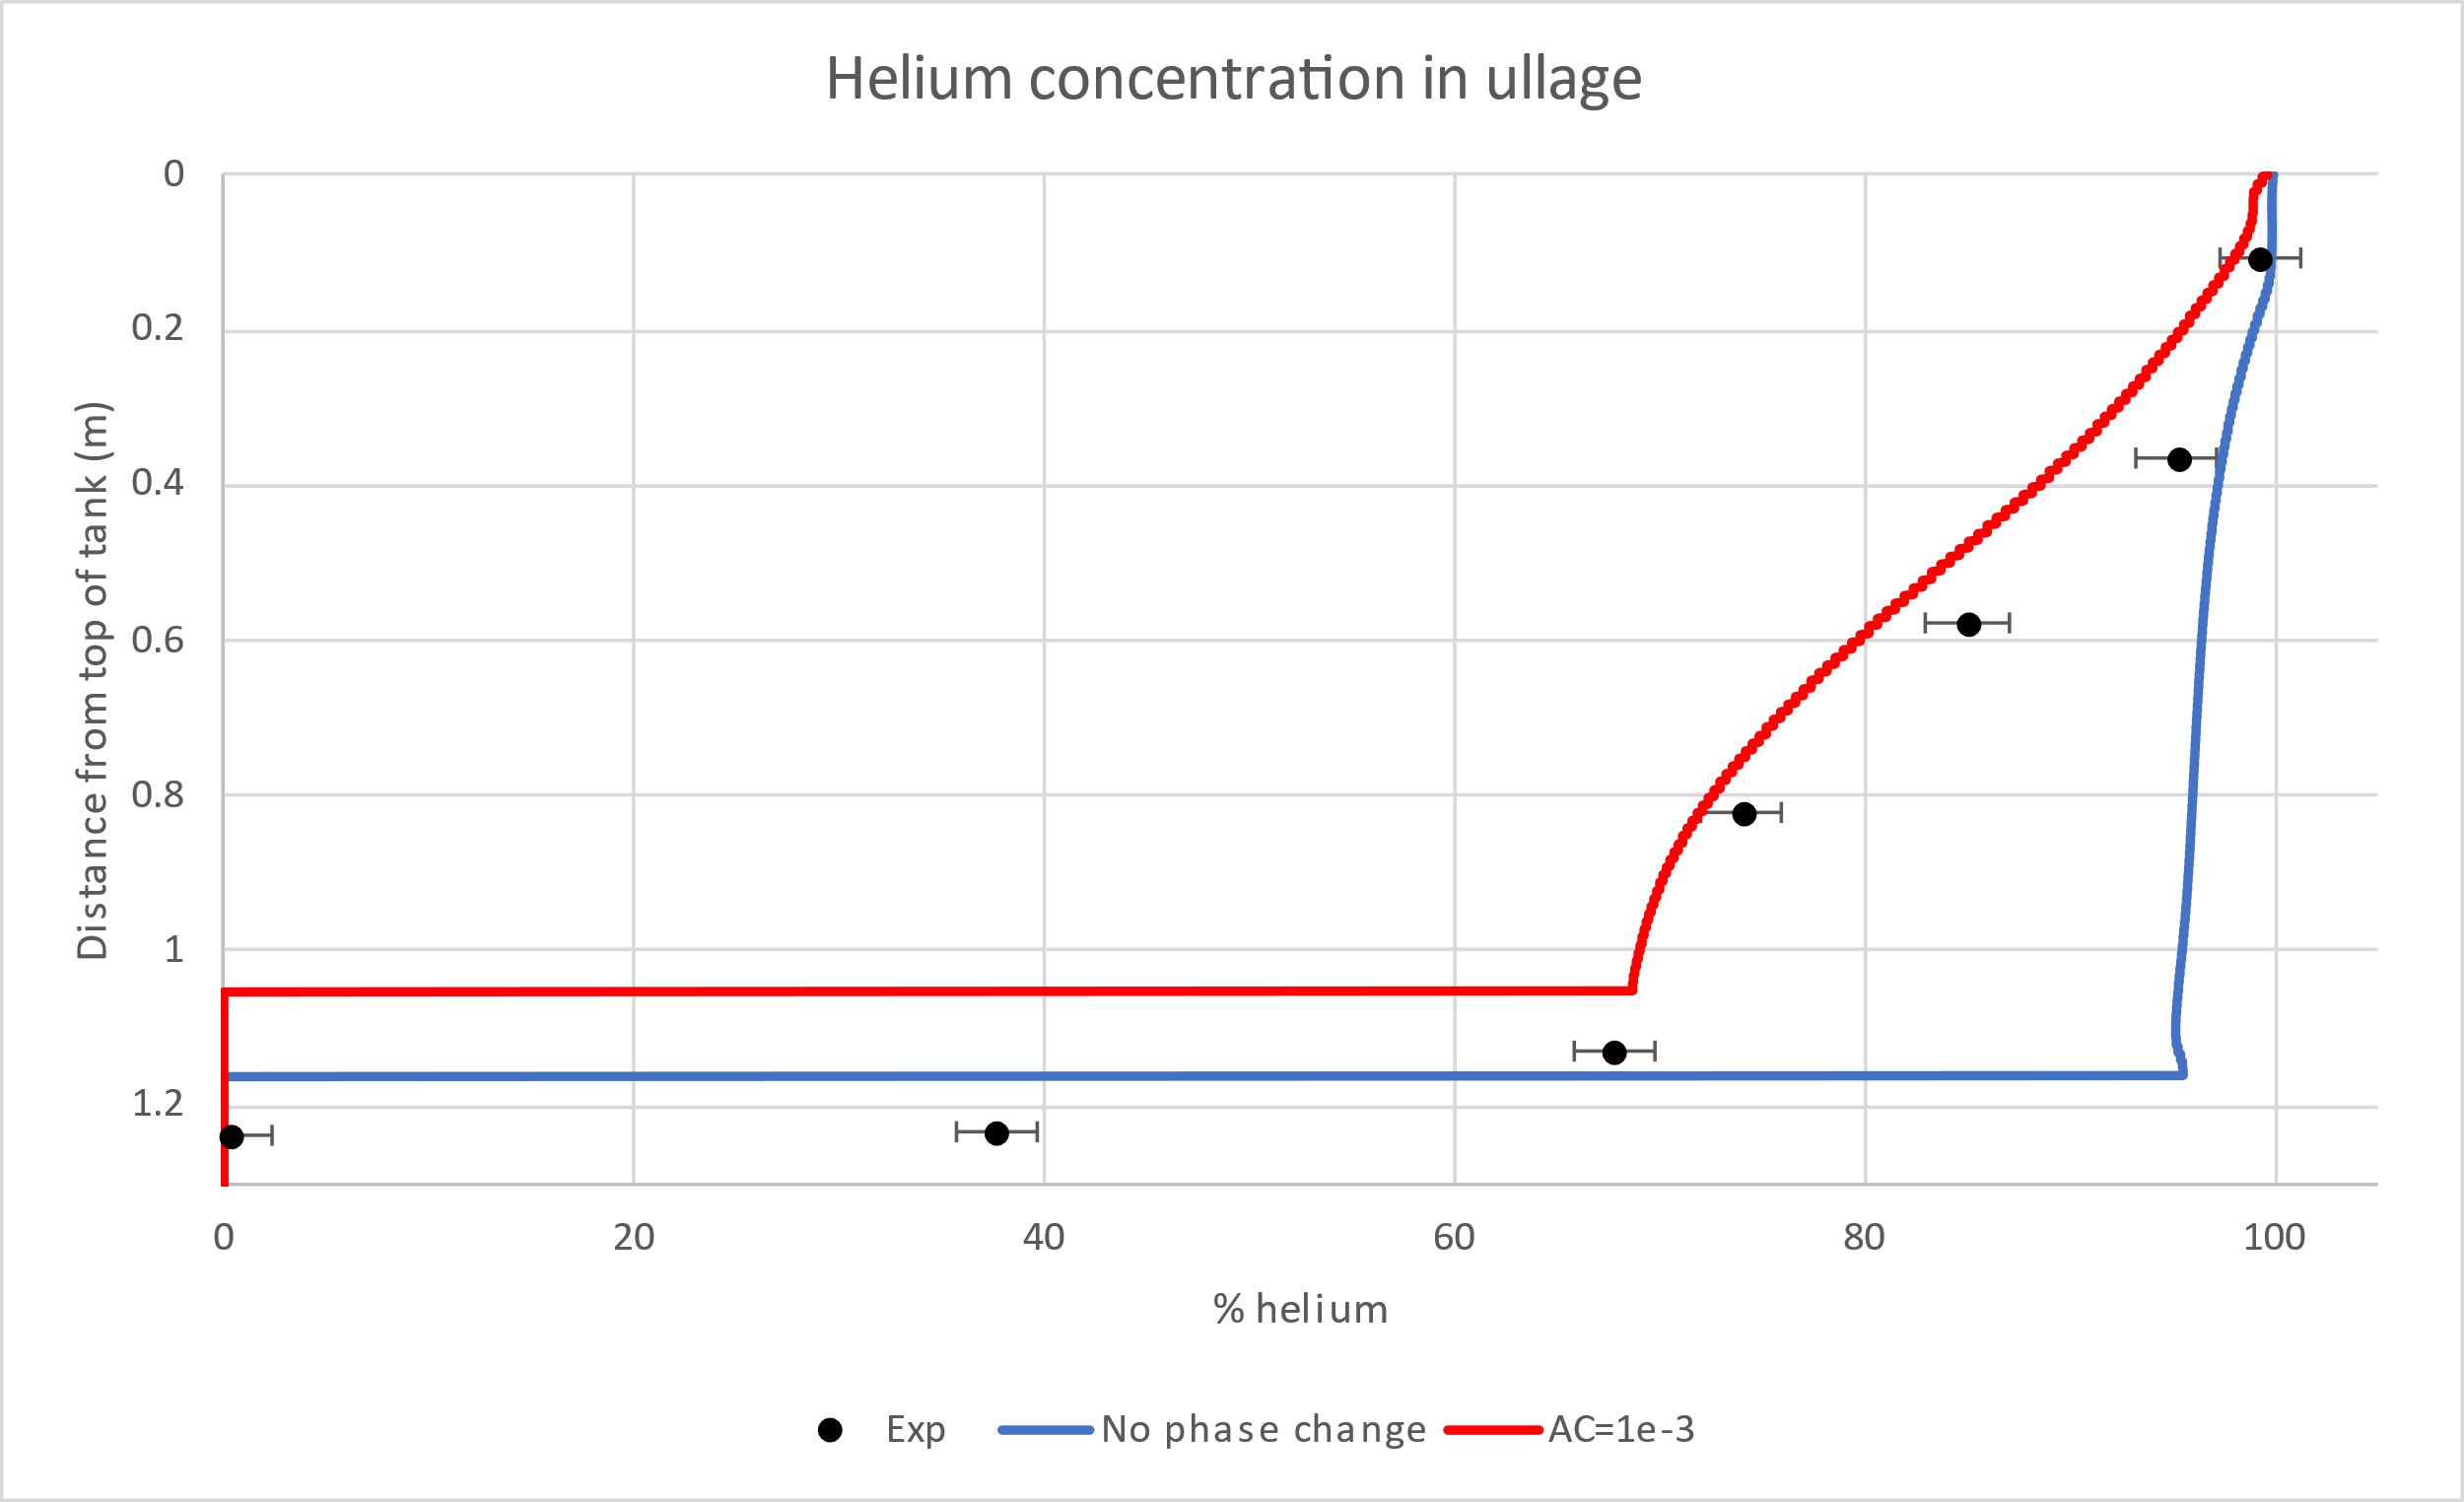 Helium concentration in ullage
Distance from top of tank (m)
0
0.2
0.4
0.6
0.8
1
1.2
0 20 40 60 80 100
% helium
Exp No phase change AC=1e-3